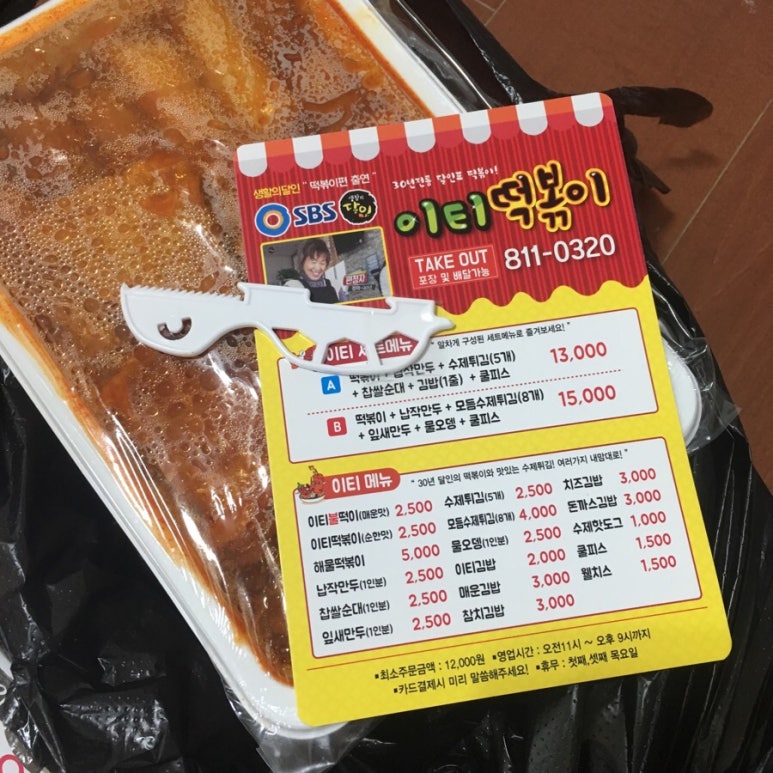 생활의달인 " 떡볶이편 출연 "
30년전통 달인표 떡볶이!
SBS 생활의 달인
이티떡볶이
TAKE OUT
포장 및 배달가능
811-0320
이티 세트메뉴 " 알차게 구성된 세트메뉴로 즐겨보세요! "
A 떡볶이 + 납작만두 + 수제튀김(5개)
+ 찹쌀순대 + 김밥(1줄) + 쿨피스
13,000
B 떡볶이 + 납작만두 + 모듬수제튀김(8개)
+ 잎새만두 + 물오뎅 + 쿨피스
15,000
이티 메뉴 " 30년 달인의 떡볶이와 맛있는 수제튀김! 여러가지 내맘대로! "
이티불떡이(매운맛) 2,500
이티떡볶이(순한맛) 2,500
해물떡볶이 5,000
납작만두(1인분) 2,500
찹쌀순대(1인분) 2,500
잎새만두(1인분) 2,500
수제튀김(5개) 2,500
모듬수제튀김(8개) 4,000
물오뎅(1인분) 2,500
이티김밥 2,000
매운김밥 3,000
참치김밥 3,000
치즈김밥 3,000
돈까스김밥 3,000
수제핫도그 1,000
쿨피스 1,500
웰치스 1,500
▪최소주문금액 : 12,000원 ▪영업시간 : 오전11시 ~ 오후 9시까지
▪카드결제시 미리 말씀해주세요! ▪휴무 : 첫째,셋째 목요일